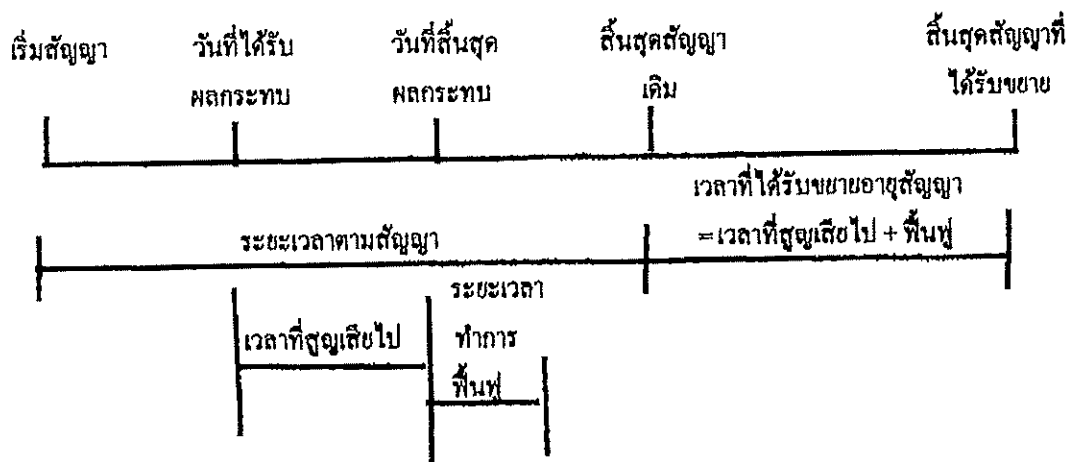 เริ่มสัญญา
วันที่ได้รับ
ผลกระทบ
วันที่สิ้นสุด
ผลกระทบ
สิ้นสุดสัญญา
เดิม
สิ้นสุดสัญญาที่
ได้รับขยาย
เวลาที่ได้รับขยายอายุสัญญา
=เวลาที่สูญเสียไป + ฟื้นฟู
ระยะเวลาตามสัญญา
ระยะเวลา
ทำการ
ฟื้นฟู
เวลาที่สูญเสียไป